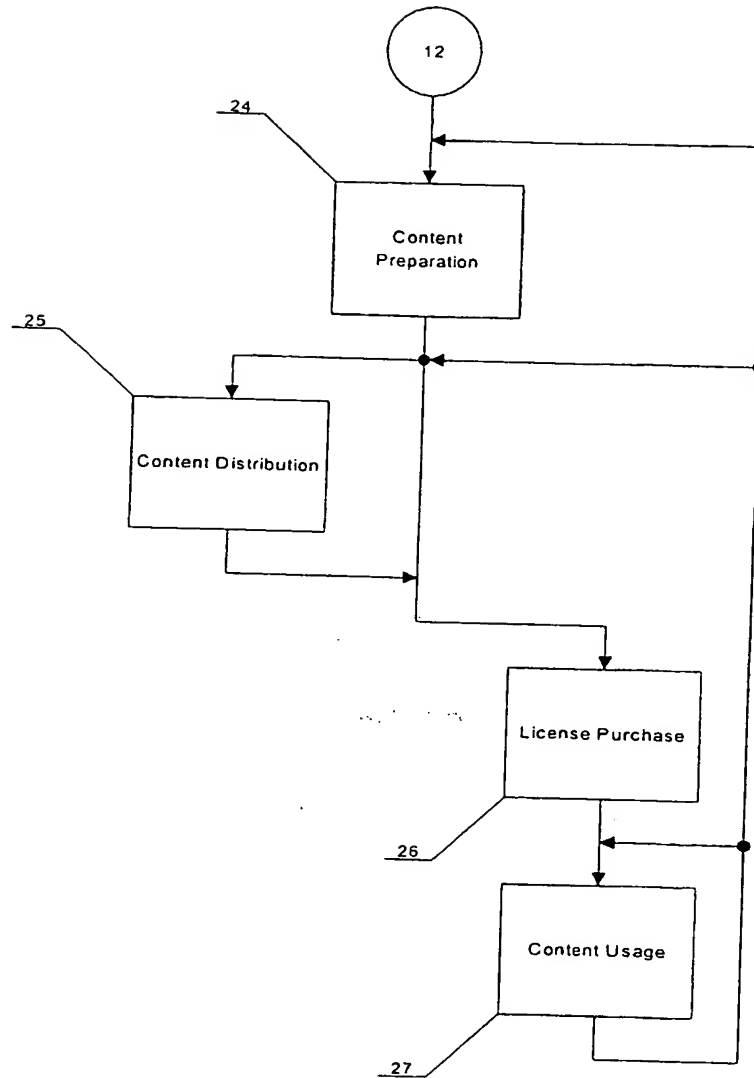 12
24
Content
Preparation
25
Content Distribution
License Purchase
26
Content Usage
27